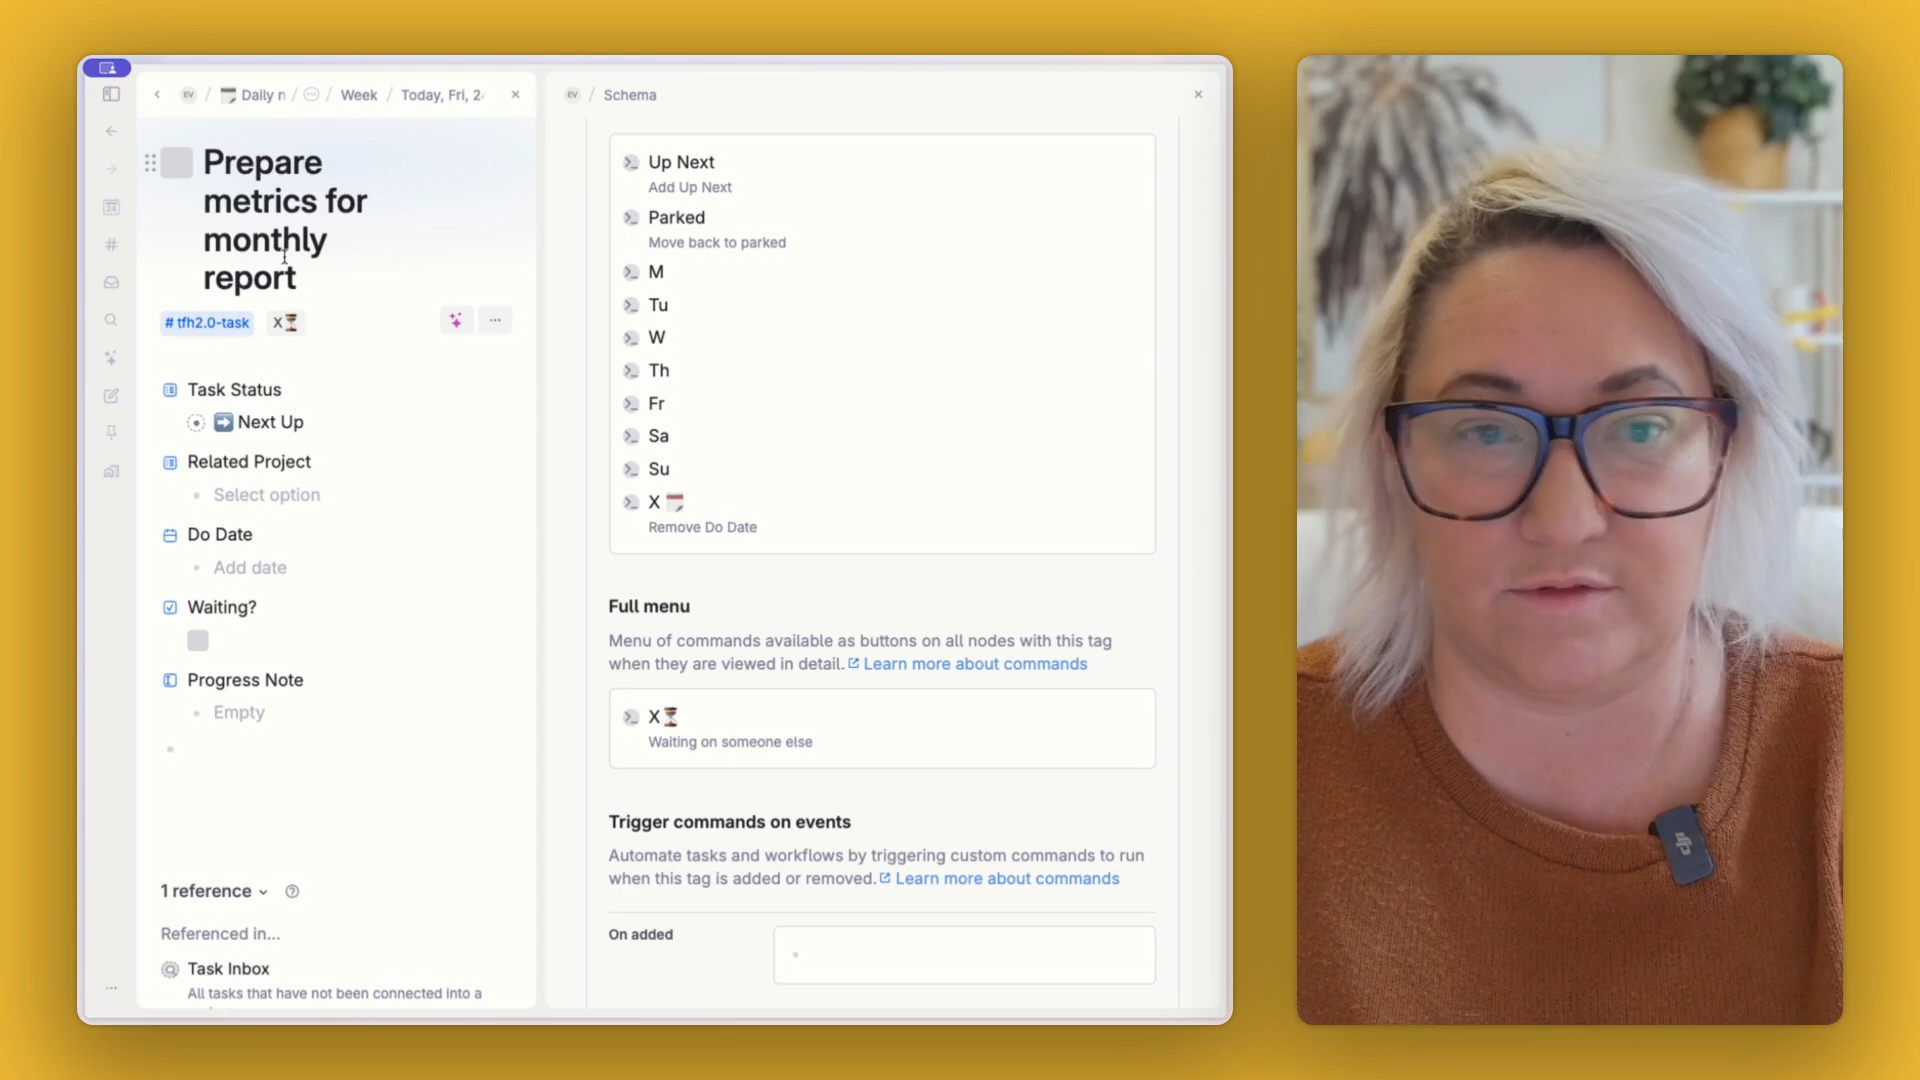 EV / Daily n / / Week / Today, Fri, 2
Prepare
metrics for
monthly
report
# tfh2.0-task X⏳
Task Status
➡️ Next Up
Related Project
Select option
Do Date
Add date
Waiting?
Progress Note
Empty
1 reference
Referenced in...
Task Inbox
All tasks that have not been connected into a
EV / Schema
Up Next
Add Up Next
Parked
Move back to parked
M
Tu
W
Th
Fr
Sa
Su
X 🗓️
Remove Do Date
Full menu
Menu of commands available as buttons on all nodes with this tag
when they are viewed in detail. Learn more about commands
X⏳
Waiting on someone else
Trigger commands on events
Automate tasks and workflows by triggering custom commands to run
when this tag is added or removed. Learn more about commands
On added
24
dji